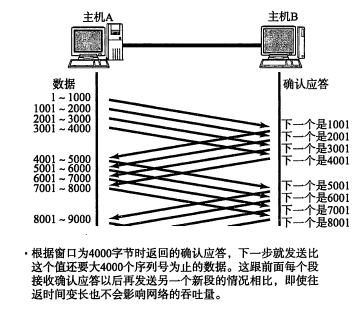 主机A
主机B
数据
确认应答
1~1000
1001~2000
2001~3000
3001~4000
下一个是1001
下一个是2001
下一个是3001
下一个是4001
4001~5000
5001~6000
6001~7000
7001~8000
下一个是5001
下一个是6001
下一个是7001
下一个是8001
8001~9000
·根据窗口为4000字节时返回的确认应答，下一步就发送比
这个值还要大4000个序列号为止的数据。这跟前面每个段
接收确认应答以后再发送另一个新段的情况相比，即使往
返时间变长也不会影响网络的吞吐量。